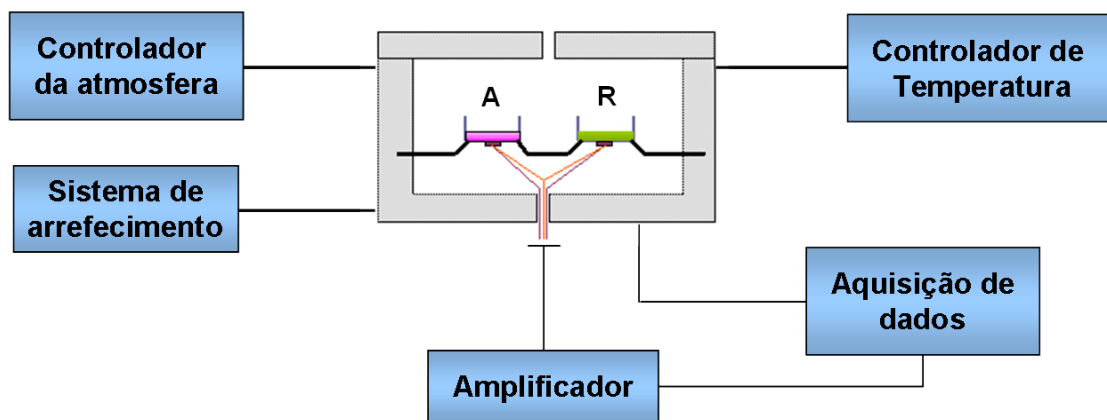 Controlador
da atmosfera
Controlador de
Temperatura
A
R
Sistema de
arrefecimento
Aquisição de
dados
Amplificador